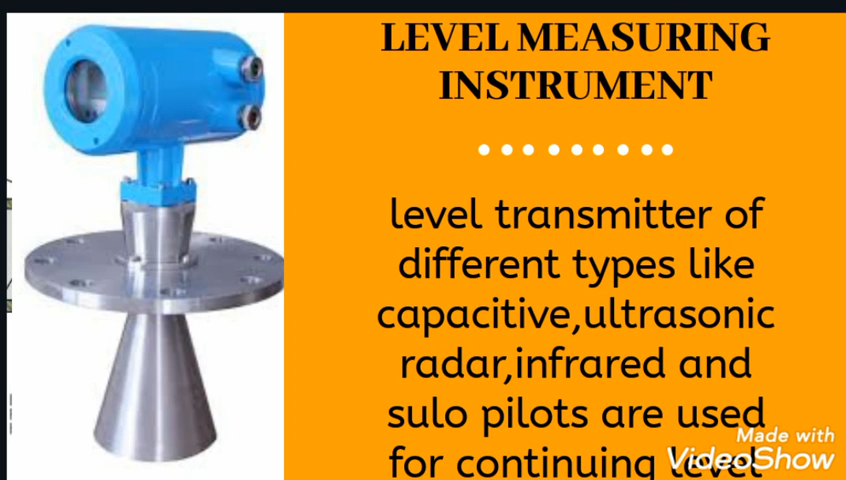 LEVEL MEASURING
INSTRUMENT
level transmitter of
different types like
capacitive,ultrasonic
radar,infrared and
sulo pilots are used
for continuing level
Made with
VideoShow